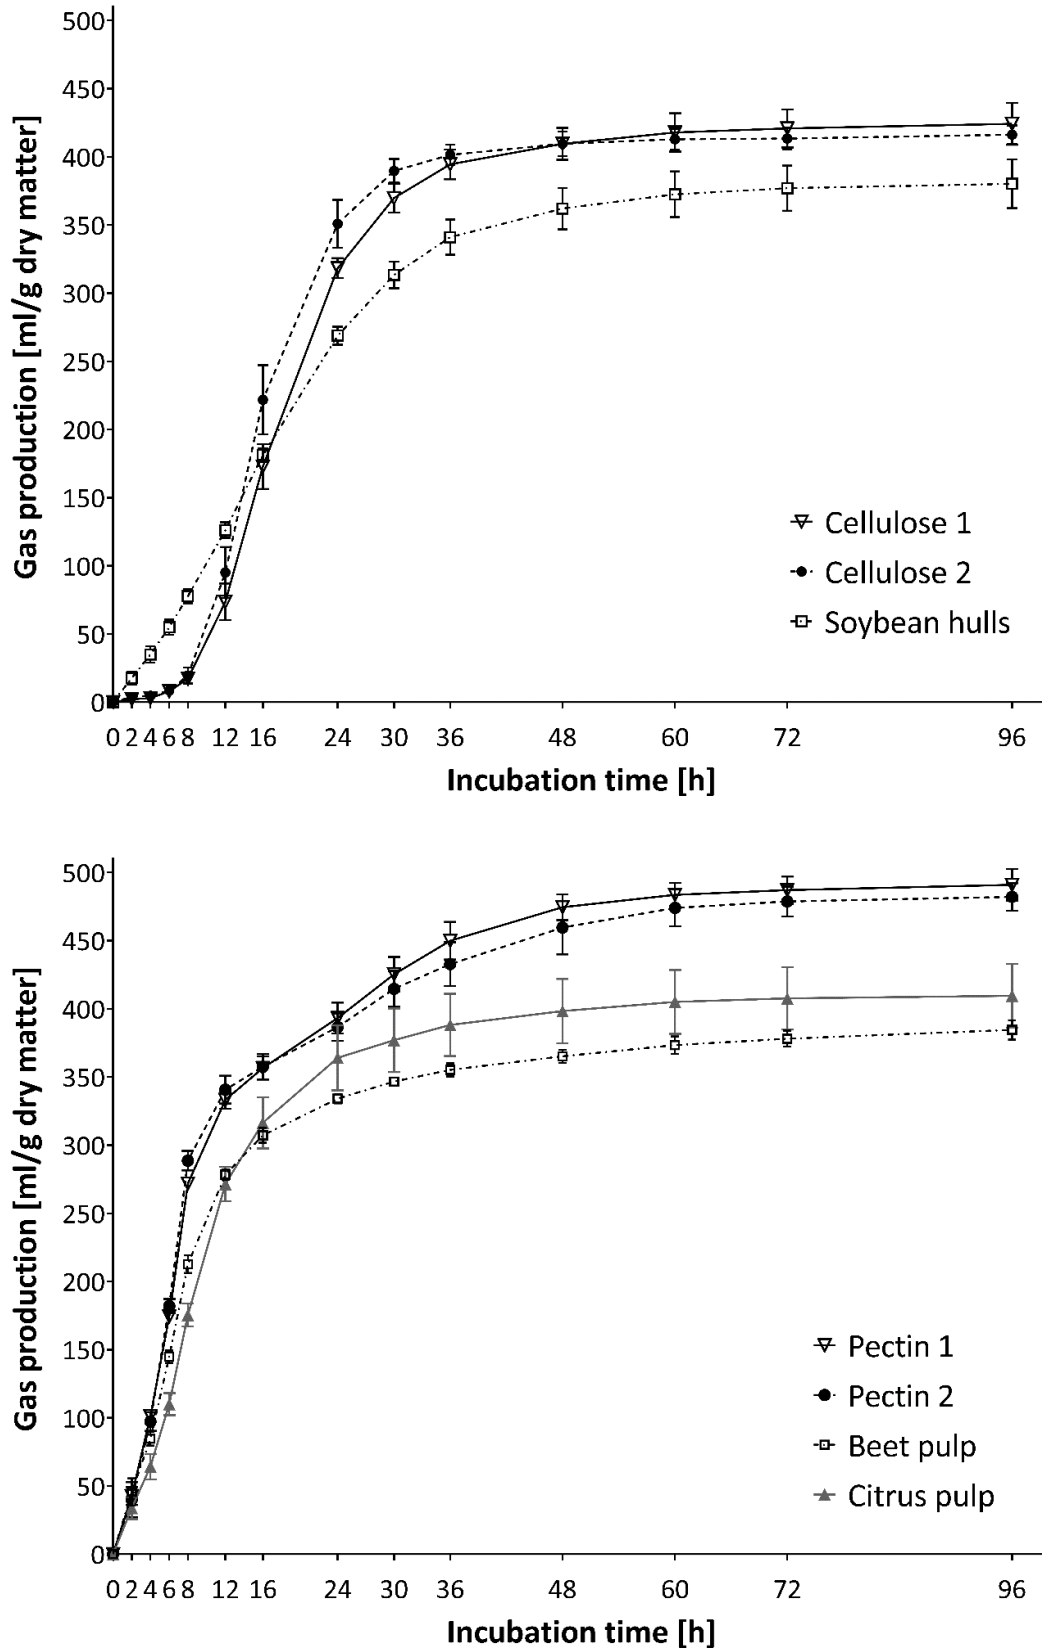 500
450
400
350
300
250
200
150
100
50
0
Gas production [ml/g dry matter]
Cellulose 1
Cellulose 2
Soybean hulls
0 2 4 6 8 12 16 24 30 36 48 60 72 96
Incubation time [h]
500
450
400
350
300
250
200
150
100
50
0
Gas production [ml/g dry matter]
Pectin 1
Pectin 2
Beet pulp
Citrus pulp
0 2 4 6 8 12 16 24 30 36 48 60 72 96
Incubation time [h]